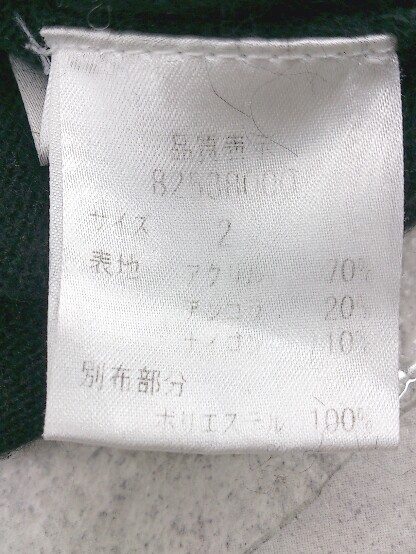 品質表示
サイズ 2
表地 アクリル 70%
アンゴラ 20%
ナイロン 10%
別布部分
ポリエステル 100%